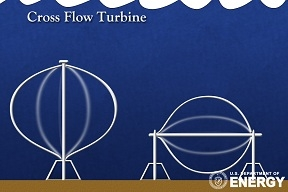 Cross Flow Turbine
U.S. DEPARTMENT OF
ENERGY